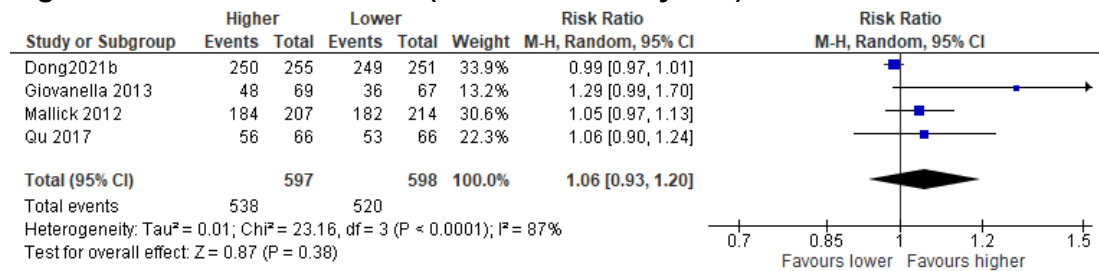 Higher Lower Risk Ratio Risk Ratio
Study or Subgroup Events Total Events Total Weight M-H, Random, 95% CI M-H, Random, 95% CI
Dong2021b 250 255 249 251 33.9% 0.99 [0.97, 1.01]
Giovanella 2013 48 69 36 67 13.2% 1.29 [0.99, 1.70]
Mallick 2012 184 207 182 214 30.6% 1.05 [0.97, 1.13]
Qu 2017 56 66 53 66 22.3% 1.06 [0.90, 1.24]
Total (95% CI) 597 598 100.0% 1.06 [0.93, 1.20]
Total events 538 520
Heterogeneity: Tau² = 0.01; Chi² = 23.16, df = 3 (P < 0.0001); I² = 87%
Test for overall effect: Z = 0.87 (P = 0.38)
0.7 0.85 1 1.2 1.5
Favours lower Favours higher